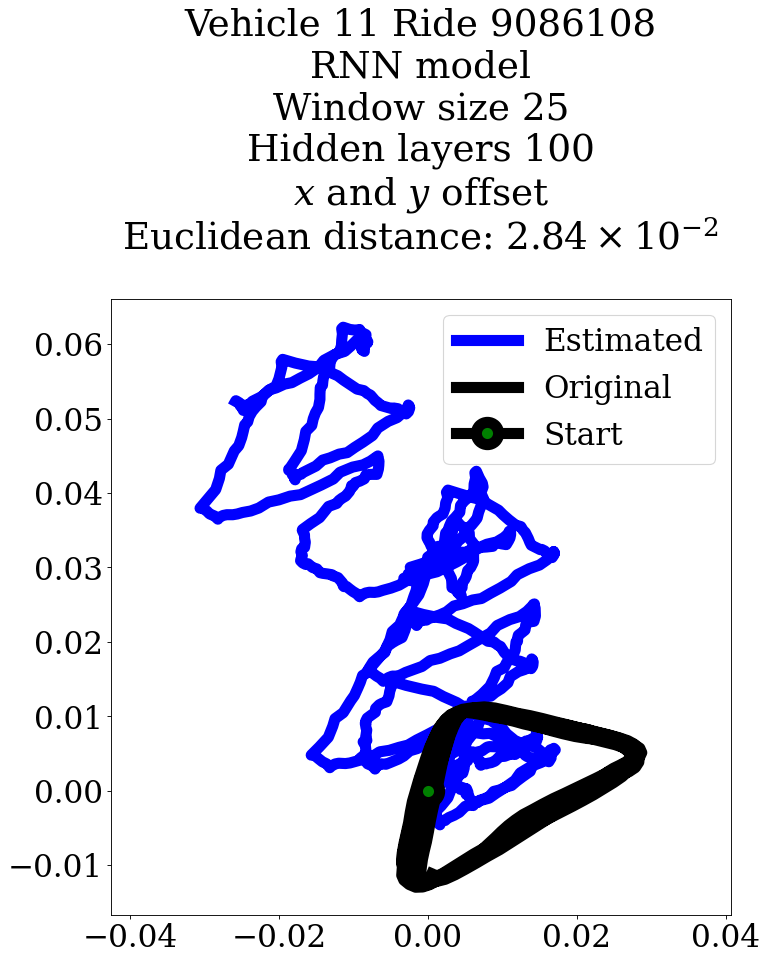 Vehicle 11 Ride 9086108
RNN model
Window size 25
Hidden layers 100
x and y offset
Euclidean distance: 2.84 × 10⁻²
Estimated
Original
Start
0.06
0.05
0.04
0.03
0.02
0.01
0.00
−0.01
−0.04 −0.02 0.00 0.02 0.04